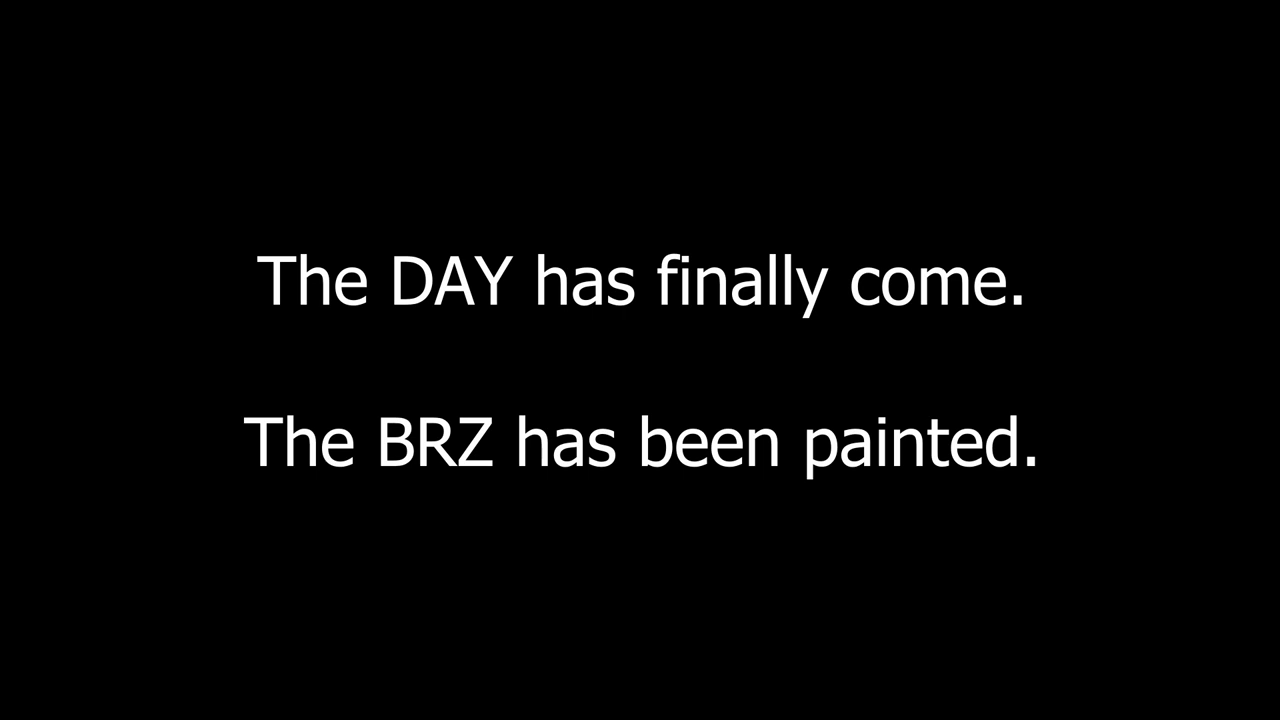 The DAY has finally come.
The BRZ has been painted.